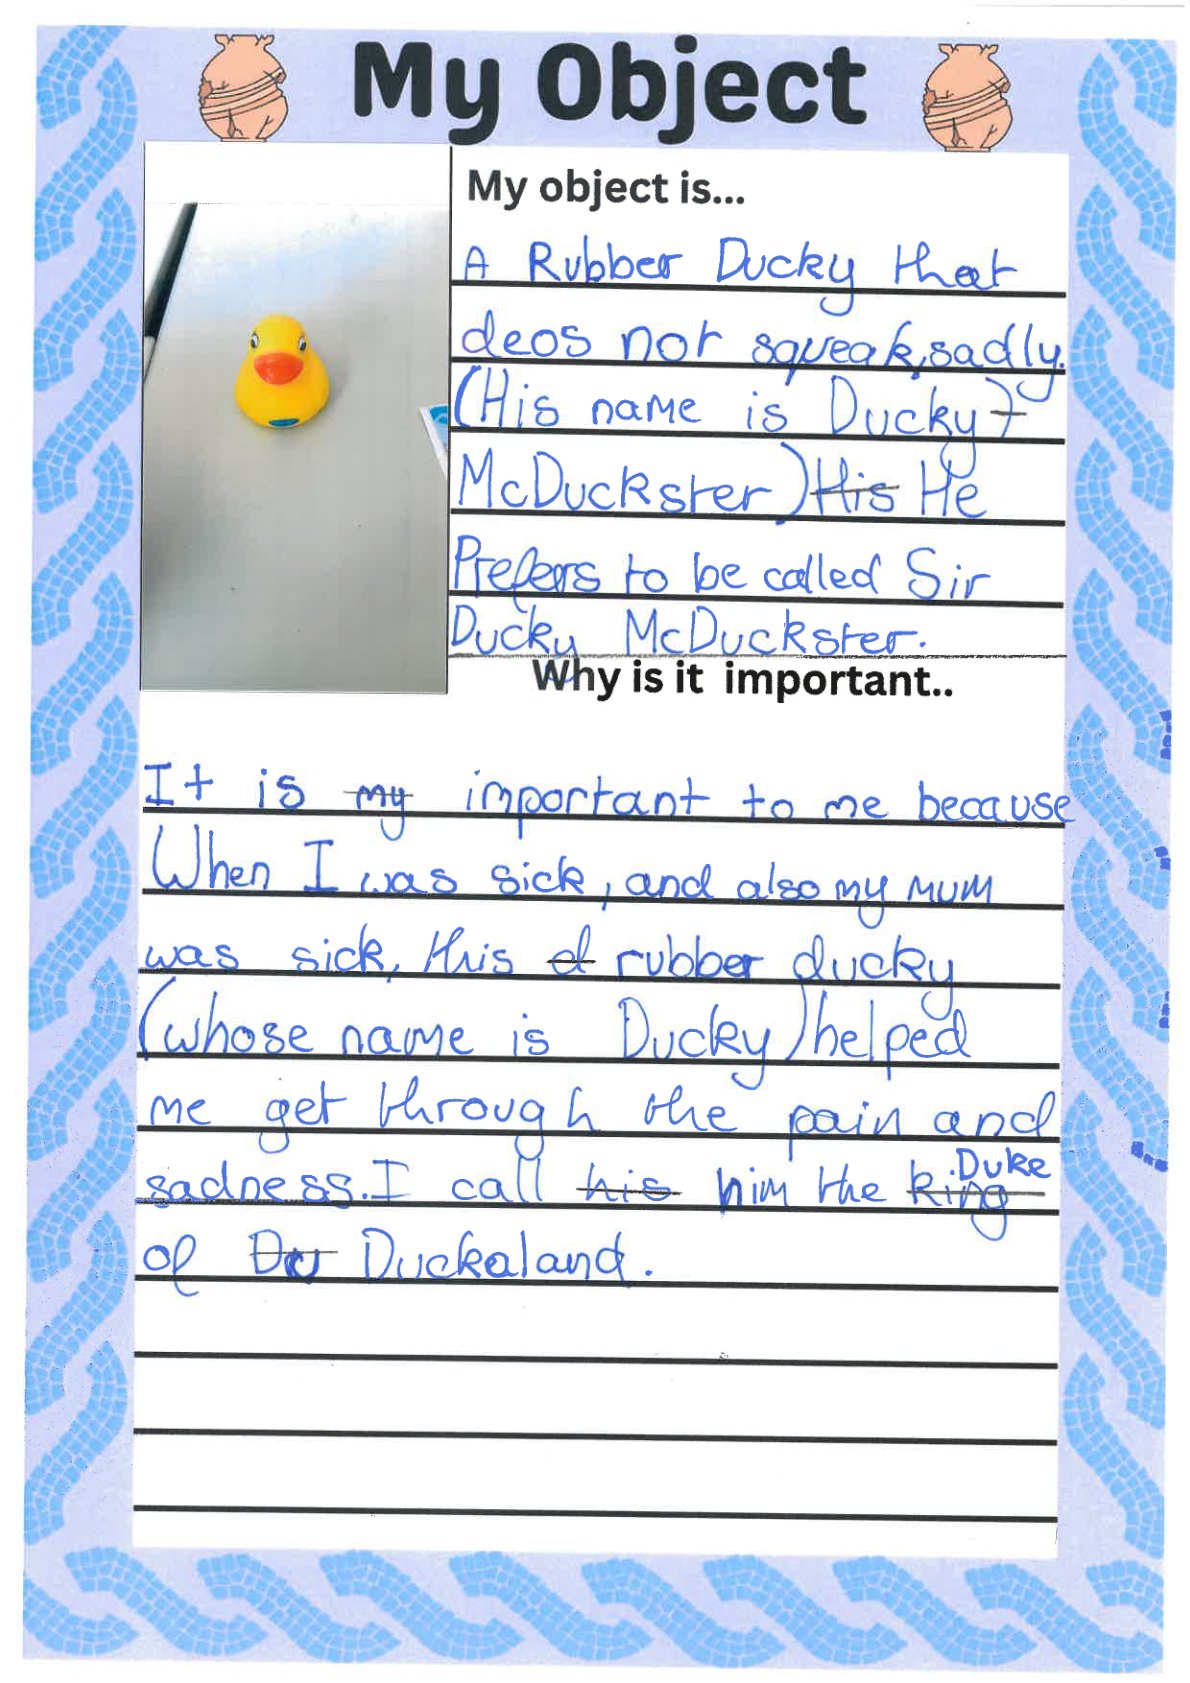 My Object
My object is...
A Rubber Ducky that
deos not squeak, sadly.
(His name is Ducky)
McDuckster) His He
Prefers to be called Sir
Ducky McDuckster.
Why is it important..
It is my important to me because
When I was sick, and also my mum
was sick, this d rubber ducky
(whose name is Ducky) helped
me get through the pain and
sadness. I call his him the king Duke
of Du Duckaland.